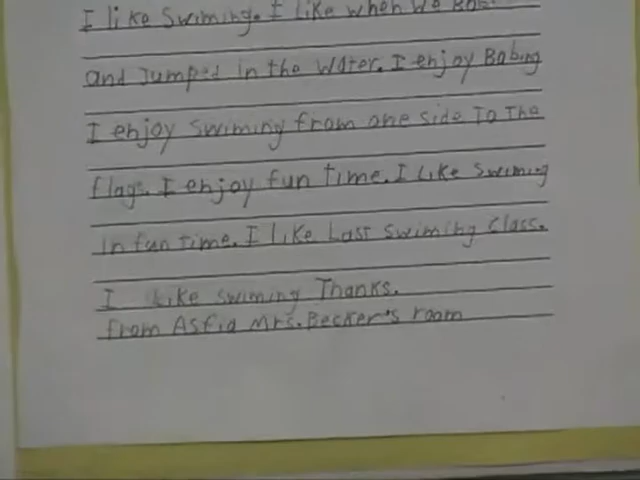 I like Swiming. I like when we
and Jumped in the Water. I enjoy Bobing
I enjoy Swiming from one side To The
flags. I enjoy fun time. I Like Swiming
in fun time. I Like Last Swiming Class.
I Like Swiming Thanks.
from Asfia Mrs. Becker's room